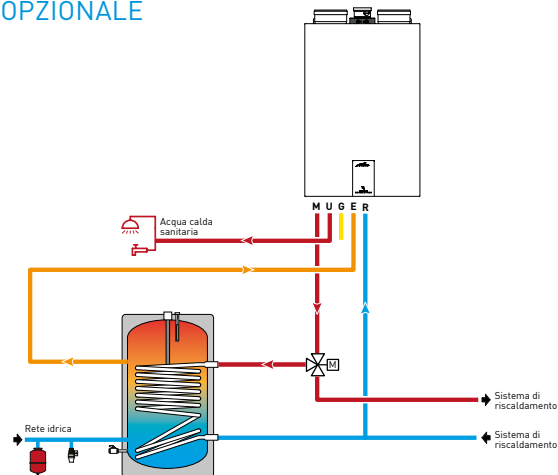 OPZIONALE
M U G E R
Acqua calda
sanitaria
M
Sistema di
riscaldamento
Rete idrica
Sistema di
riscaldamento